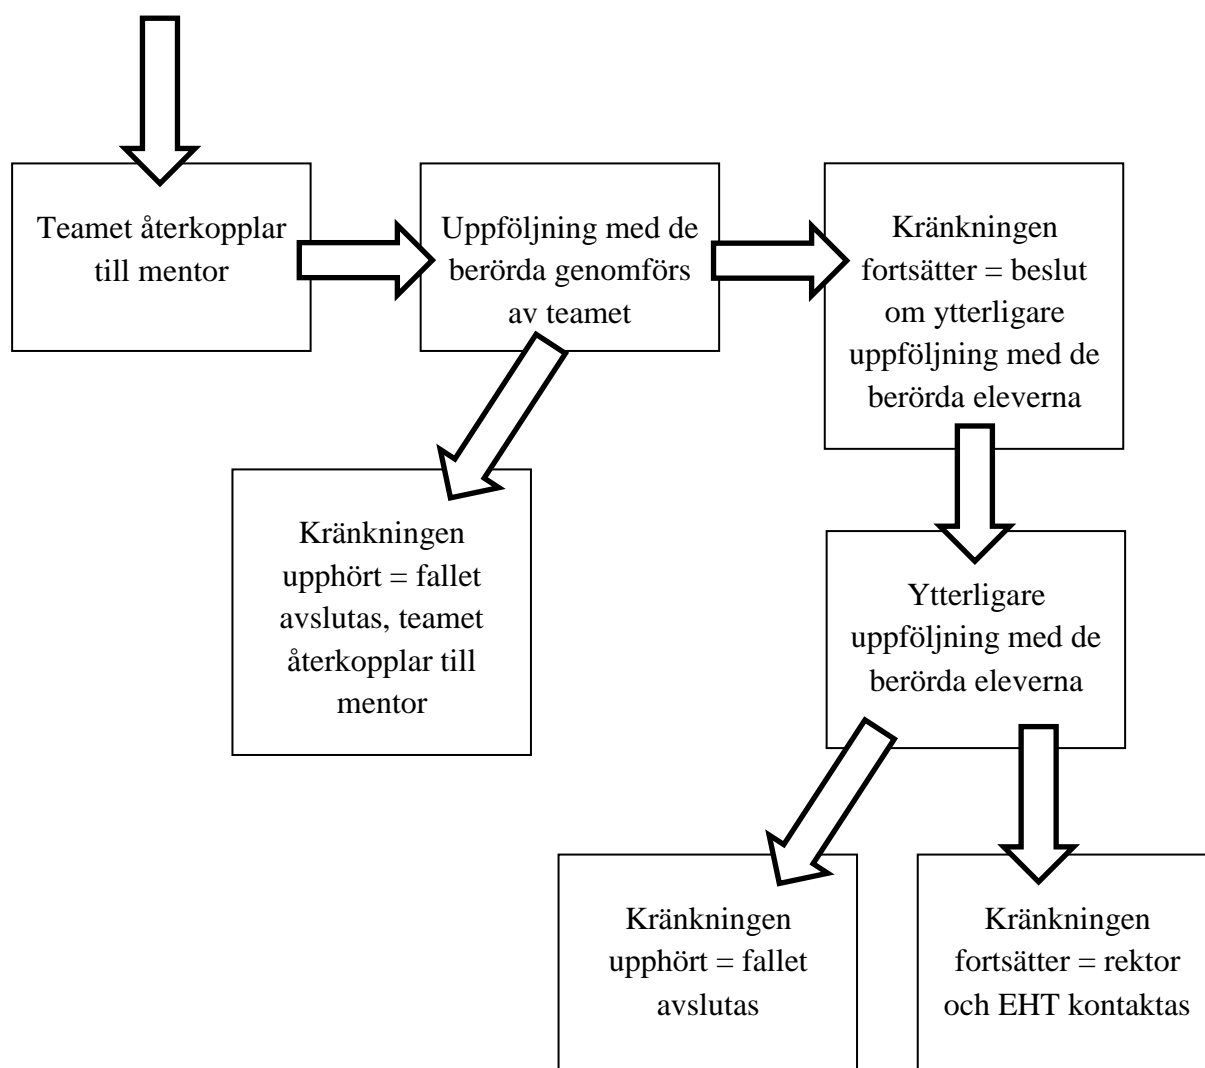 Teamet återkopplar
till mentor
Uppföljning med de
berörda genomförs
av teamet
Kränkningen
fortsätter = beslut
om ytterligare
uppföljning med de
berörda eleverna
Kränkningen
upphört = fallet
avslutas, teamet
återkopplar till
mentor
Ytterligare
uppföljning med de
berörda eleverna
Kränkningen
upphört = fallet
avslutas
Kränkningen
fortsätter = rektor
och EHT kontaktas